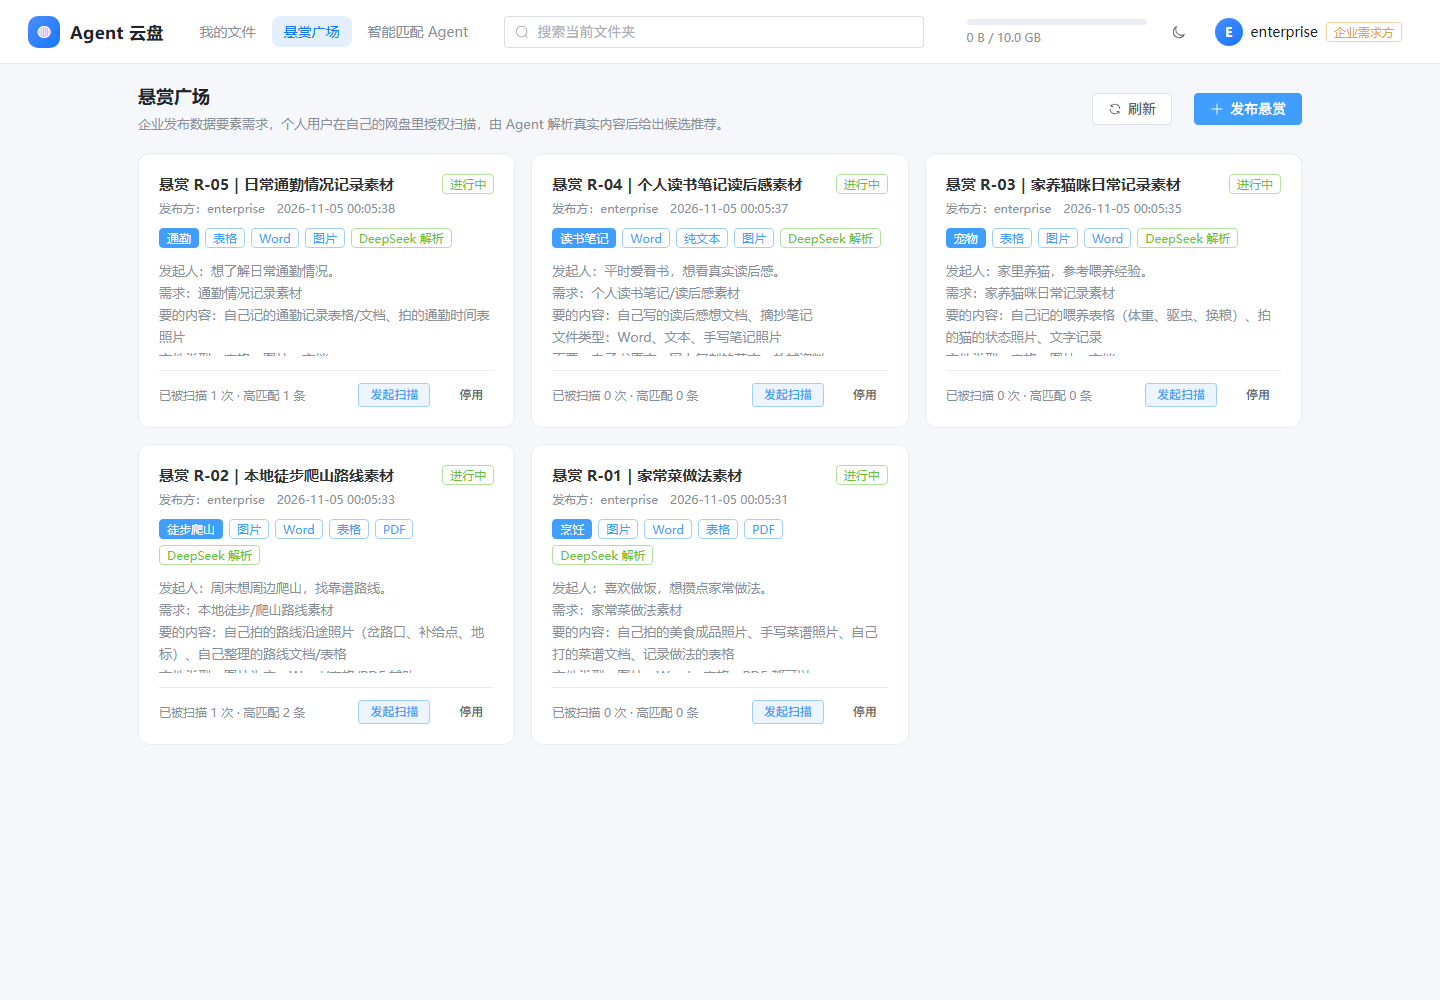 Agent 云盘
我的文件
悬赏广场
智能匹配 Agent
搜索当前文件夹
0 B / 10.0 GB
E
enterprise
企业需求方
悬赏广场
企业发布数据要素需求，个人用户在自己的网盘里授权扫描，由 Agent 解析真实内容后给出候选推荐。
刷新
发布悬赏
悬赏 R-05｜日常通勤情况记录素材
进行中
发布方：enterprise 2026-11-05 00:05:38
通勤 表格 Word 图片 DeepSeek 解析
发起人：想了解日常通勤情况。
需求：通勤情况记录素材
要的内容：自己记的通勤记录表格/文档、拍的通勤时间表
照片
已被扫描 1 次 · 高匹配 1 条
发起扫描
停用
悬赏 R-04｜个人读书笔记读后感素材
进行中
发布方：enterprise 2026-11-05 00:05:37
读书笔记 Word 纯文本 图片 DeepSeek 解析
发起人：平时爱看书，想看真实读后感。
需求：个人读书笔记/读后感素材
要的内容：自己写的读后感想文档、摘抄笔记
文件类型：Word、文本、手写笔记照片
已被扫描 0 次 · 高匹配 0 条
发起扫描
停用
悬赏 R-03｜家养猫咪日常记录素材
进行中
发布方：enterprise 2026-11-05 00:05:35
宠物 表格 图片 Word DeepSeek 解析
发起人：家里养猫，参考喂养经验。
需求：家养猫咪日常记录素材
要的内容：自己记的喂养表格（体重、驱虫、换粮）、拍
的猫的状态照片、文字记录
已被扫描 0 次 · 高匹配 0 条
发起扫描
停用
悬赏 R-02｜本地徒步爬山路线素材
进行中
发布方：enterprise 2026-11-05 00:05:33
徒步爬山 图片 Word 表格 PDF
DeepSeek 解析
发起人：周末想周边爬山，找靠谱路线。
需求：本地徒步/爬山路线素材
要的内容：自己拍的路线沿途照片（岔路口、补给点、地
标）、自己整理的路线文档/表格
已被扫描 1 次 · 高匹配 2 条
发起扫描
停用
悬赏 R-01｜家常菜做法素材
进行中
发布方：enterprise 2026-11-05 00:05:31
烹饪 图片 Word 表格 PDF
DeepSeek 解析
发起人：喜欢做饭，想攒点家常做法。
需求：家常菜做法素材
要的内容：自己拍的美食成品照片、手写菜谱照片、自己
打的菜谱文档、记录做法的表格
已被扫描 0 次 · 高匹配 0 条
发起扫描
停用